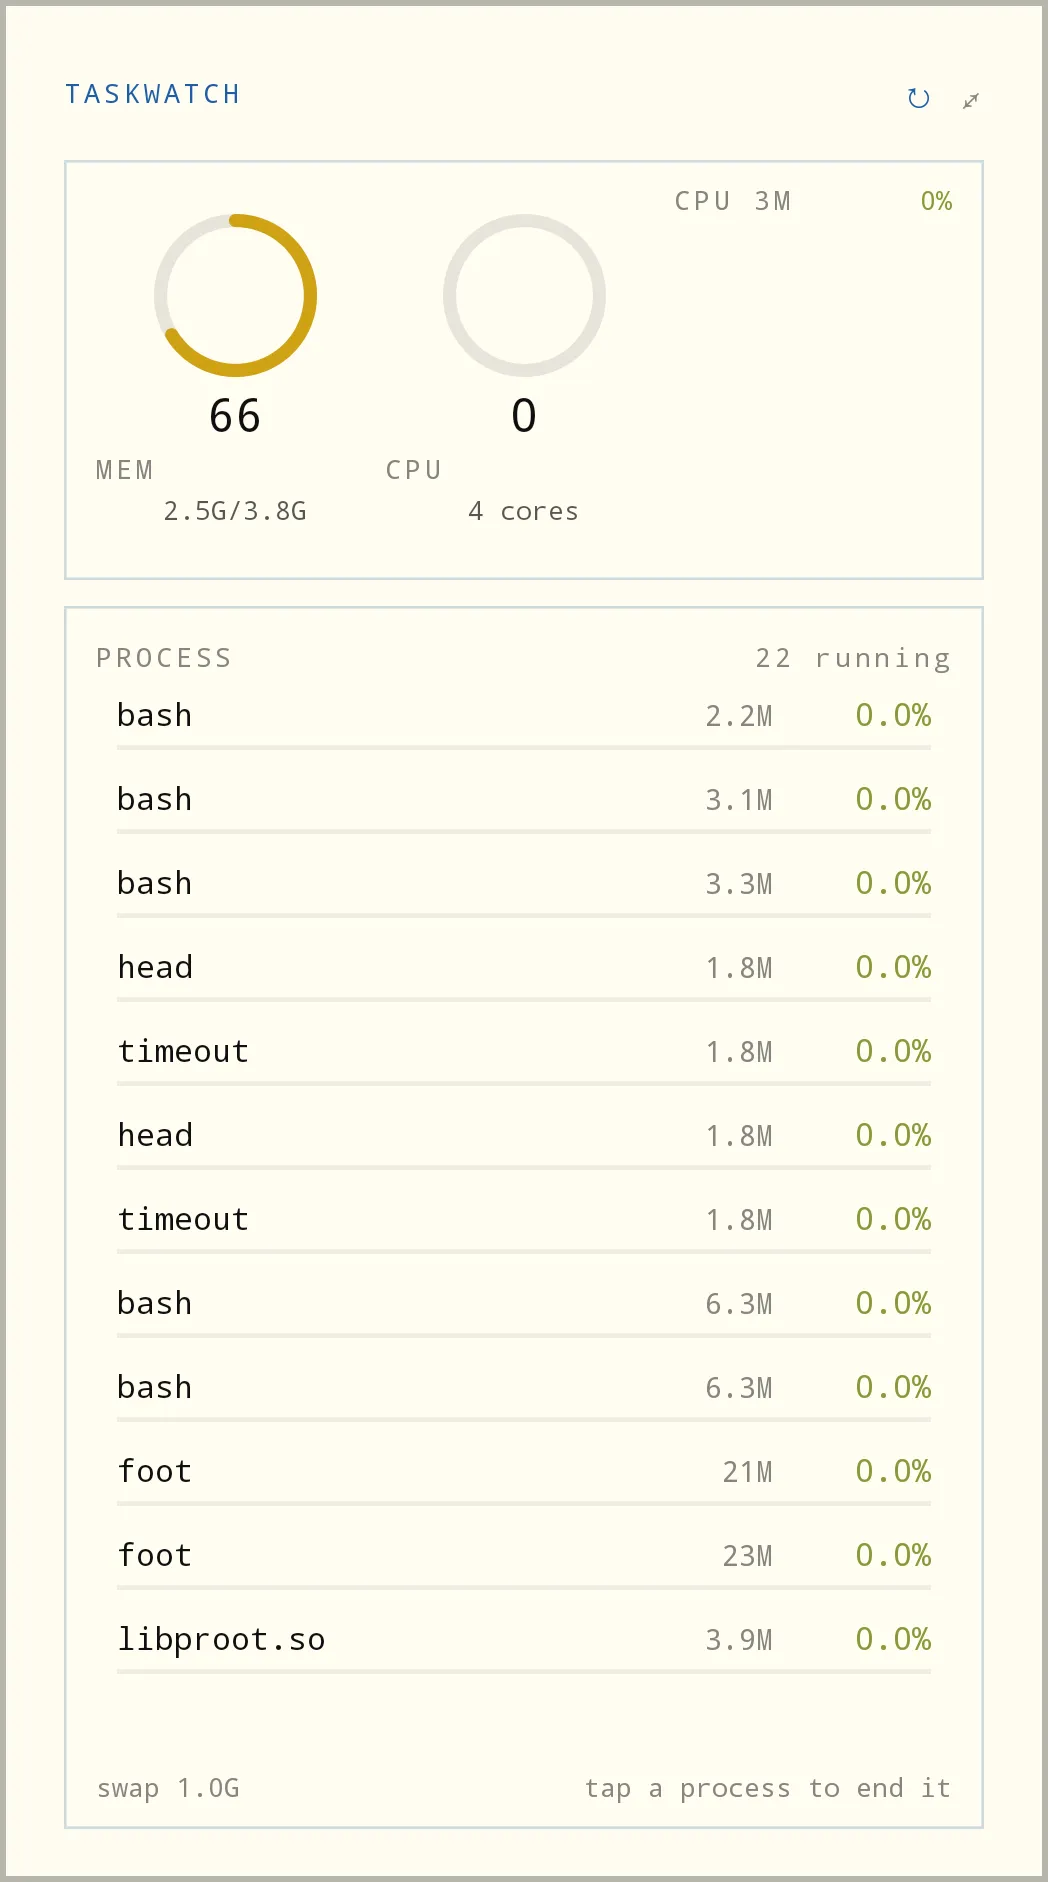 TASKWATCH ↻ ⤢
CPU 3M 0%
66 0
MEM CPU
2.5G/3.8G 4 cores
PROCESS 22 running
bash 2.2M 0.0%
bash 3.1M 0.0%
bash 3.3M 0.0%
head 1.8M 0.0%
timeout 1.8M 0.0%
head 1.8M 0.0%
timeout 1.8M 0.0%
bash 6.3M 0.0%
bash 6.3M 0.0%
foot 21M 0.0%
foot 23M 0.0%
libproot.so 3.9M 0.0%
swap 1.0G tap a process to end it